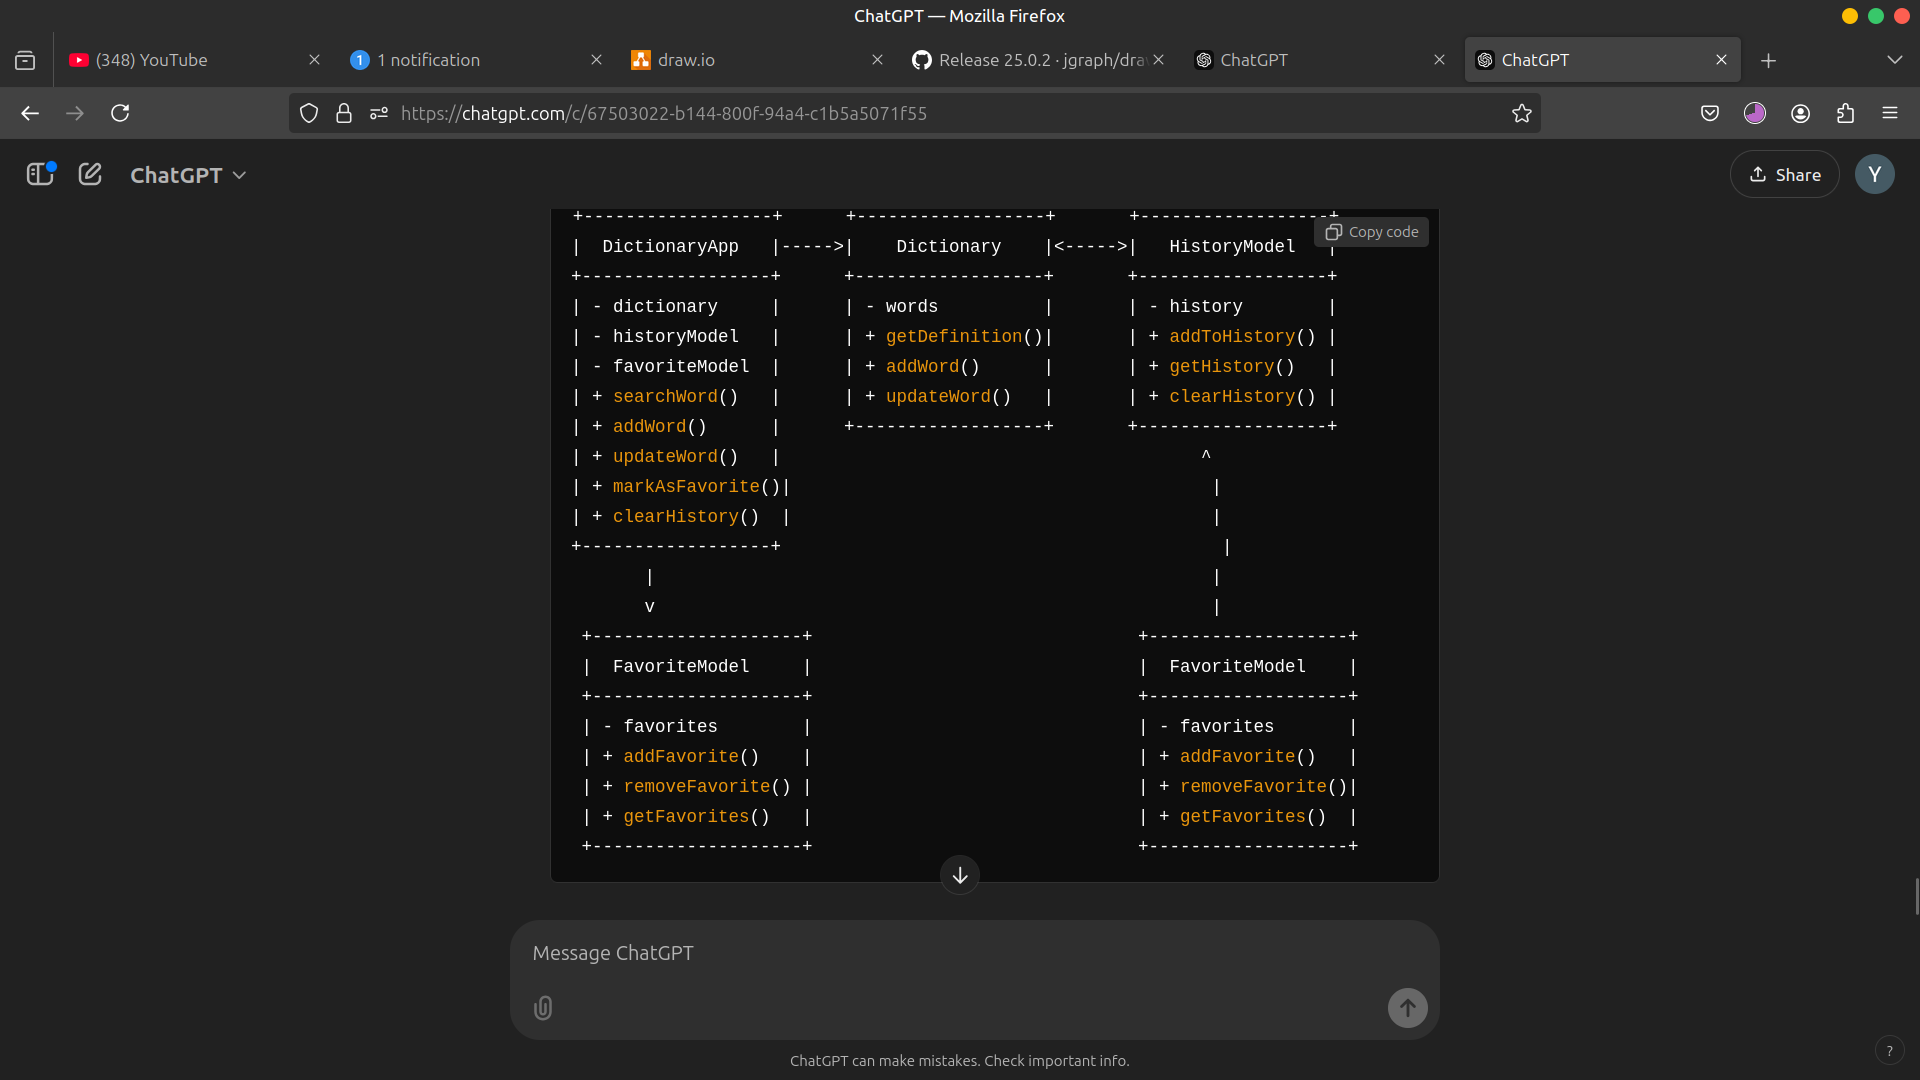 ChatGPT — Mozilla Firefox
(348) YouTube
1 1 notification
draw.io
Release 25.0.2 · jgraph/dra
ChatGPT
ChatGPT
https://chatgpt.com/c/67503022-b144-800f-94a4-c1b5a5071f55
ChatGPT
Share
Y
Copy code
+------------------+      +------------------+       +------------------+
|  DictionaryApp   |----->|    Dictionary    |<----->|   HistoryModel   |
+------------------+      +------------------+       +-----------------+
| - dictionary     |      | - words          |       | - history        |
| - historyModel   |      | + getDefinition()|       | + addToHistory() |
| - favoriteModel  |      | + addWord()      |       | + getHistory()   |
| + searchWord()   |      | + updateWord()   |       | + clearHistory() |
| + addWord()      |      +------------------+       +-----------------+
| + updateWord()   |                                        ^
| + markAsFavorite()|                                        |
| + clearHistory()  |                                        |
+------------------+                                          |
       |                                                     |
       v                                                     |
 +--------------------+                               +-------------------+
 |  FavoriteModel     |                               |  FavoriteModel    |
 +--------------------+                               +-------------------+
 | - favorites        |                               | - favorites       |
 | + addFavorite()    |                               | + addFavorite()   |
 | + removeFavorite() |                               | + removeFavorite()|
 | + getFavorites()   |                               | + getFavorites()  |
 +--------------------+                               +-------------------+
Message ChatGPT
ChatGPT can make mistakes. Check important info.
?